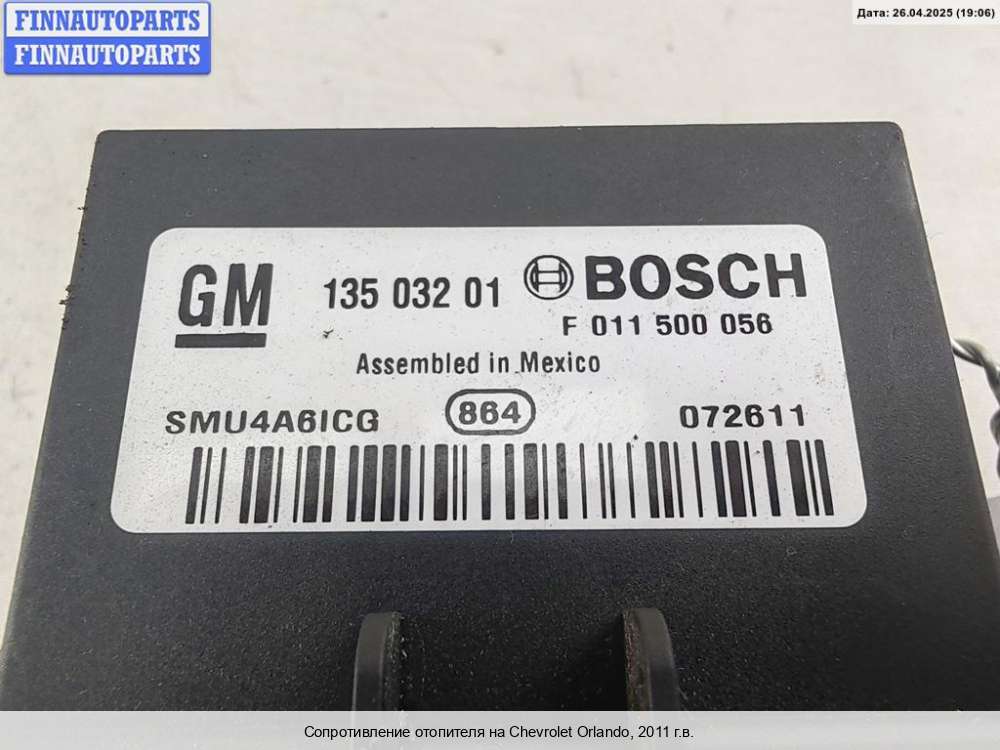 FINNAUTOPARTS
FINNAUTOPARTS
Дата: 26.04.2025 (19:06)
GM 135 032 01 BOSCH
F 011 500 056
Assembled in Mexico
SMU4A6ICG 864 072611
Сопротивление отопителя на Chevrolet Orlando, 2011 г.в.